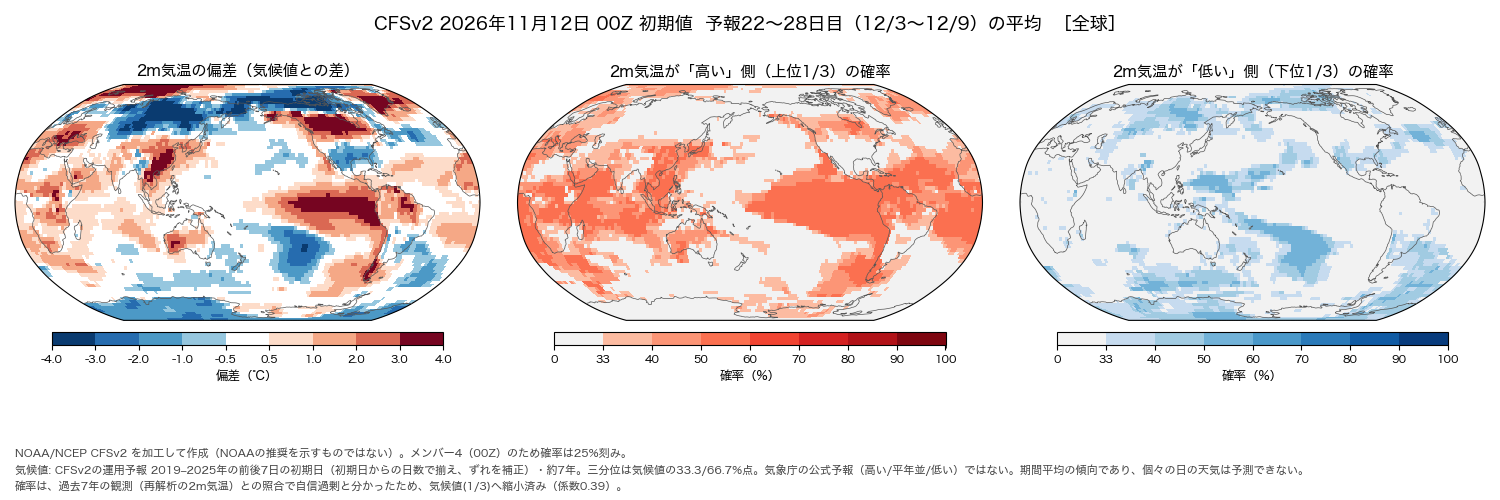 CFSv2 2026年11月12日 00Z 初期値 予報22〜28日目（12/3〜12/9）の平均 ［全球］
2m気温の偏差（気候値との差）
2m気温が「高い」側（上位1/3）の確率
2m気温が「低い」側（下位1/3）の確率
-4.0 -3.0 -2.0 -1.0 -0.5 0.5 1.0 2.0 3.0 4.0
偏差（℃）
0 33 40 50 60 70 80 90 100
確率（%）
0 33 40 50 60 70 80 90 100
確率（%）
NOAA/NCEP CFSv2 を加工して作成（NOAAの推奨を示すものではない）。メンバー4（00Z）のため確率は25%刻み。
気候値: CFSv2の運用予報 2019–2025年の前後7日の初期日（初期日からの日数で揃え、ずれを補正）・約7年。三分位は気候値の33.3/66.7%点。気象庁の公式予報（高い/平年並/低い）ではない。期間平均の傾向であり、個々の日の天気は予測できない。
確率は、過去7年の観測（再解析の2m気温）との照合で自信過剰と分かったため、気候値(1/3)へ縮小済み（係数0.39）。